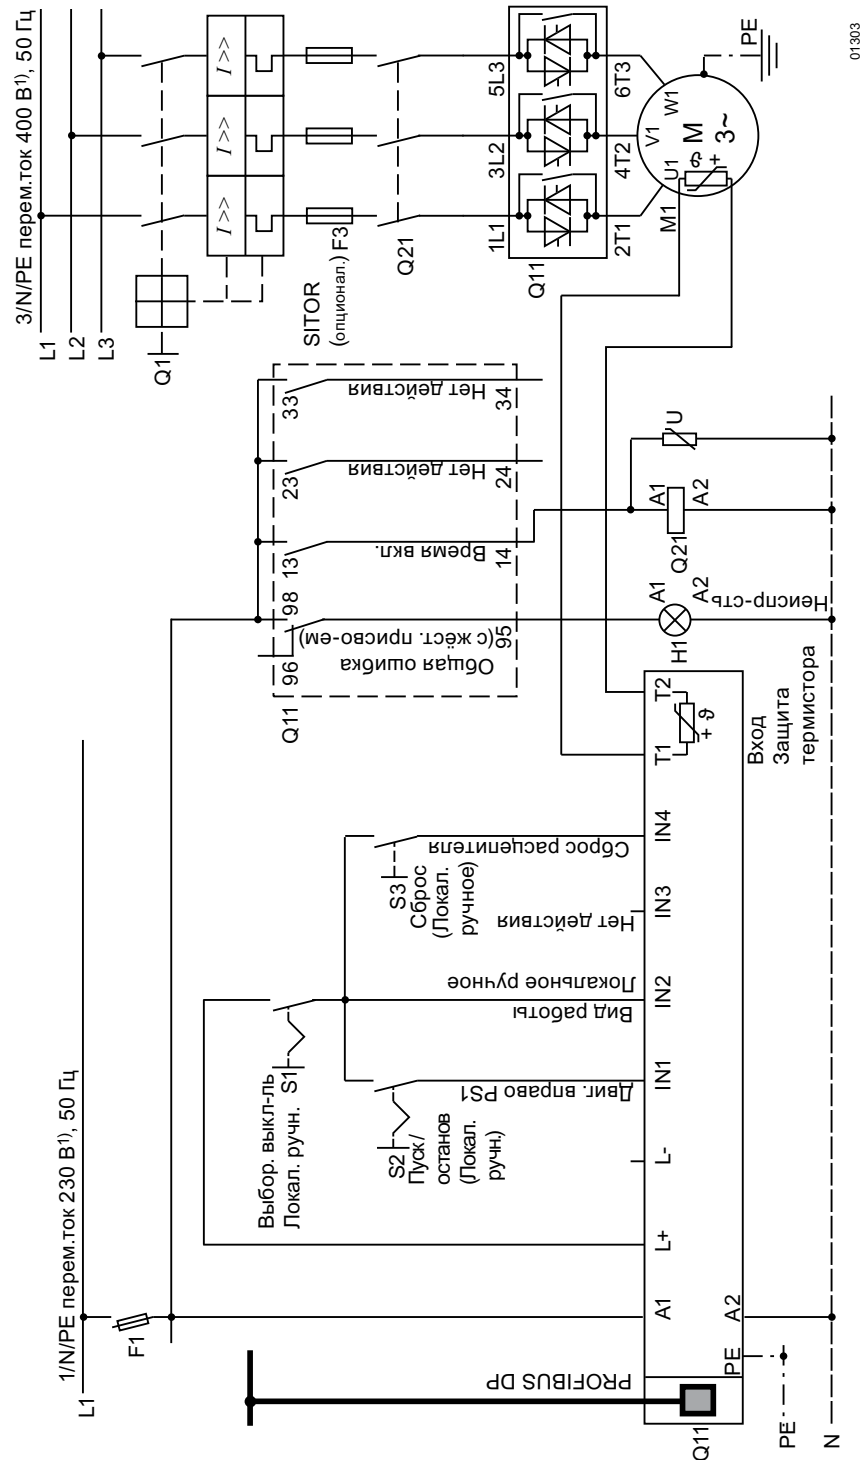 1/N/PE перем.ток 230 В¹⁾, 50 Гц
L1
F1
PROFIBUS DP
Q11
PE
PE
N
A1
A2
L+
L-
IN1
IN2
IN3
IN4
T1
T2
+ ϑ
Выбор. выкл-ль
Локал. ручн. S1
S2
Пуск/
останов
(Локал.
ручн.)
Двиг. вправо PS1
Вид работы
Локальное ручное
Нет действия
S3
Сброс
(Локал.
ручное)
Сброс расцепителя
Вход
Защита
термистора
Q11
96
98
95
Общая ошибка
(с жёст. присво-ем)
13
14
Время вкл.
23
24
Нет действия
33
34
Нет действия
H1
A1
A2
Неиспр-сть
Q21
A1
A2
U
3/N/PE перем.ток 400 В¹⁾, 50 Гц
L1
L2
L3
Q1
I >>
I >>
I >>
SITOR
(опционал.) F3
Q21
Q11
1L1
3L2
5L3
2T1
4T2
6T3
M1
U1
V1
W1
M
3~
ϑ +
PE
01303